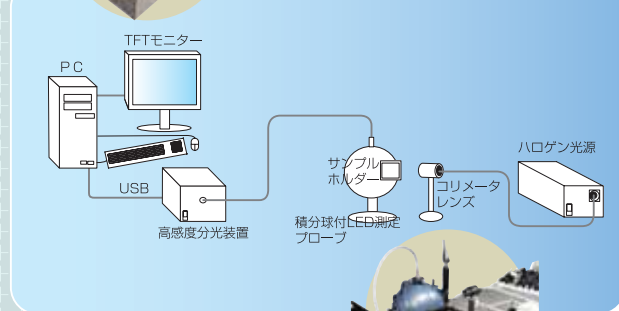 TFTモニター
PC
USB
高感度分光装置
サンプル
ホルダー
積分球付LED測定
プローブ
コリメータ
レンズ
ハロゲン光源